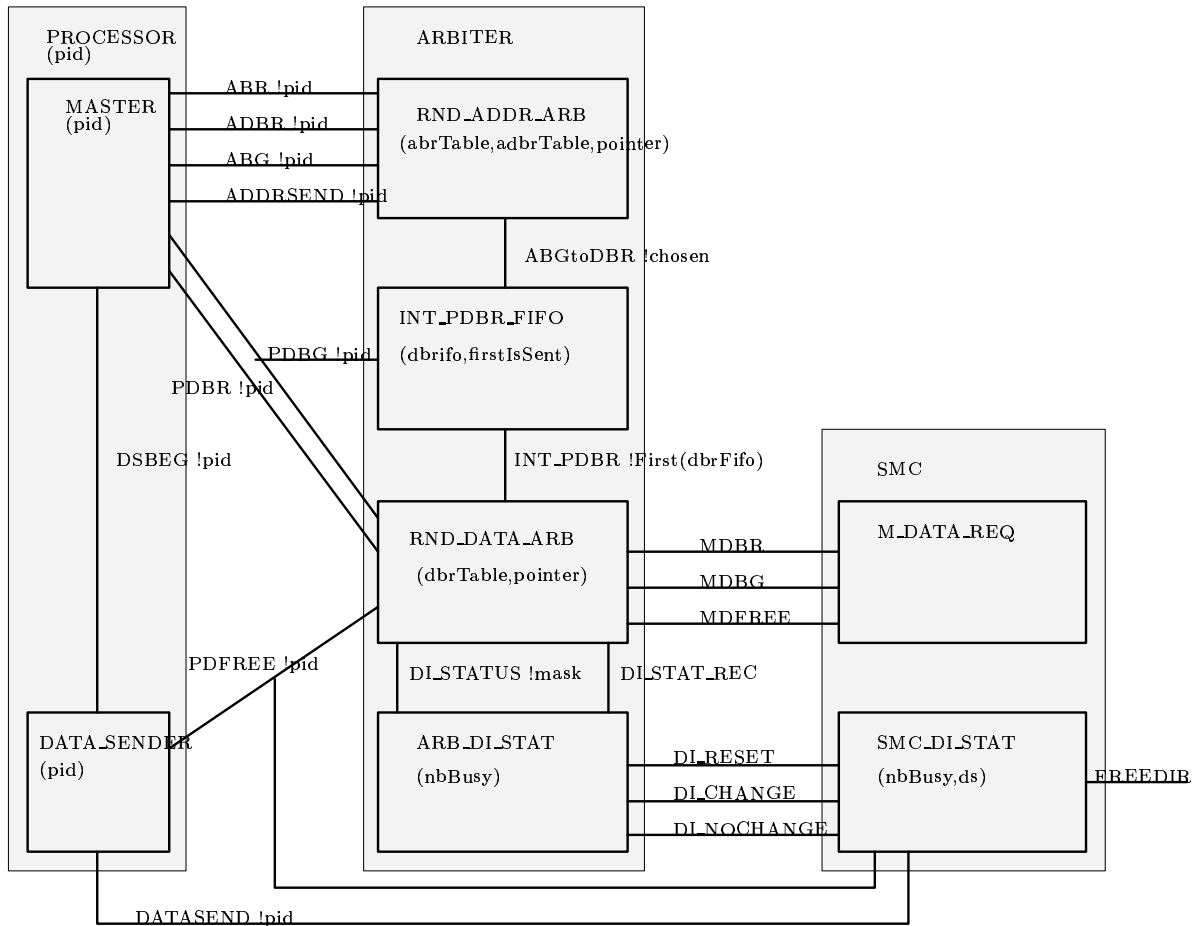 PROCESSOR
(pid)
ARBITER
MASTER
(pid)
ABR !pid
ADBR !pid
ABG !pid
ADDRSEND !pid
RND_ADDR_ARB
(abrTable,adbrTable,pointer)
ABGtoDBR !chosen
INT_PDBR_FIFO
(dbrifo,firstIsSent)
PDBG !pid
PDBR !pid
DSBEG !pid
INT_PDBR !First(dbrFifo)
SMC
RND_DATA_ARB
(dbrTable,pointer)
MDBR
MDBG
MDFREE
M_DATA_REQ
PDFREE !pid
DI_STATUS !mask
DI_STAT_REC
DATA_SENDER
(pid)
ARB_DI_STAT
(nbBusy)
DI_RESET
DI_CHANGE
DI_NOCHANGE
SMC_DI_STAT
(nbBusy,ds)
FREEDIR
DATASEND !pid